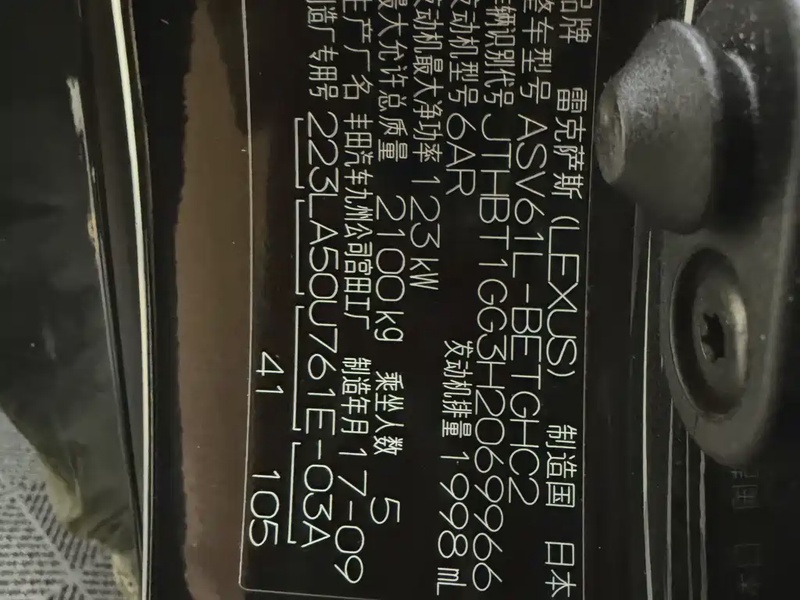 品牌 雷克萨斯 (LEXUS) 制造国 日本
整车型号 ASV61L-BETGHC2
车辆识别代号 JTHBT1GG3H2069966
发动机型号 6AR 发动机排量 1998 mL
发动机最大净功率 123 kW
最大允许总质量 2100 kg 乘坐人数 5
生产厂名 丰田汽车九州公司宫田工厂 制造年月 17-09
制造厂专用号 223LA50U761E-03A
41 105